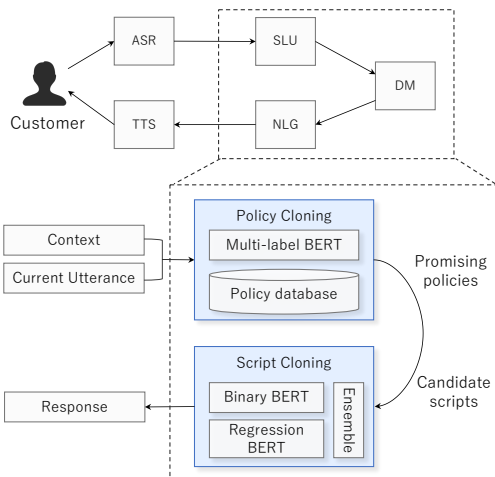 ASR
SLU
DM
Customer
TTS
NLG
Policy Cloning
Context
Multi-label BERT
Current Utterance
Policy database
Promising
policies
Script Cloning
Candidate
scripts
Response
Binary BERT
Regression
BERT
Ensemble